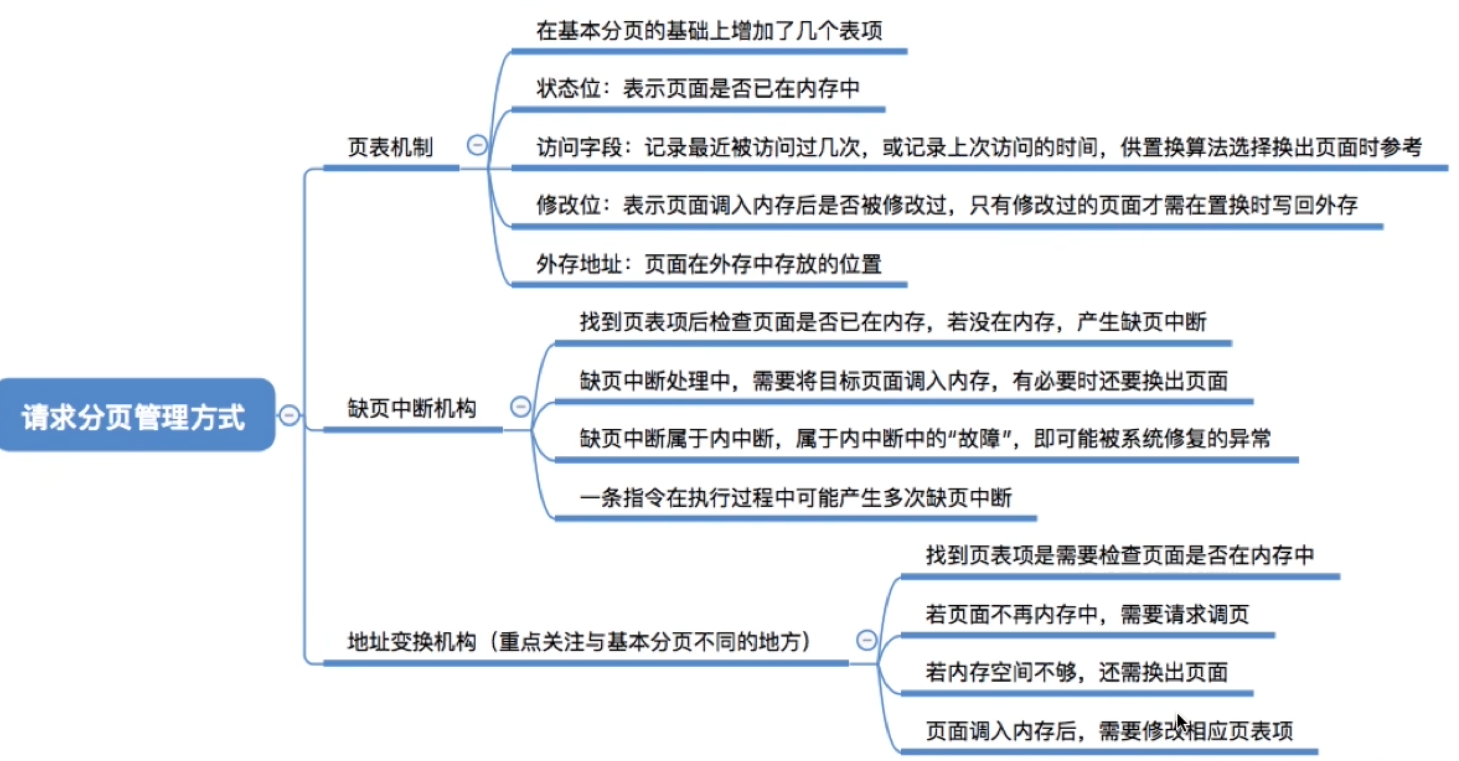 在基本分页的基础上增加了几个表项
状态位：表示页面是否已在内存中
页表机制
访问字段：记录最近被访问过几次，或记录上次访问的时间，供置换算法选择换出页面时参考
修改位：表示页面调入内存后是否被修改过，只有修改过的页面才需在置换时写回外存
外存地址：页面在外存中存放的位置
请求分页管理方式
找到页表项后检查页面是否已在内存，若没在内存，产生缺页中断
缺页中断处理中，需要将目标页面调入内存，有必要时还要换出页面
缺页中断机构
缺页中断属于内中断，属于内中断中的“故障”，即可能被系统修复的异常
一条指令在执行过程中可能产生多次缺页中断
找到页表项是需要检查页面是否在内存中
若页面不再内存中，需要请求调页
地址变换机构（重点关注与基本分页不同的地方）
若内存空间不够，还需换出页面
页面调入内存后，需要修改相应页表项